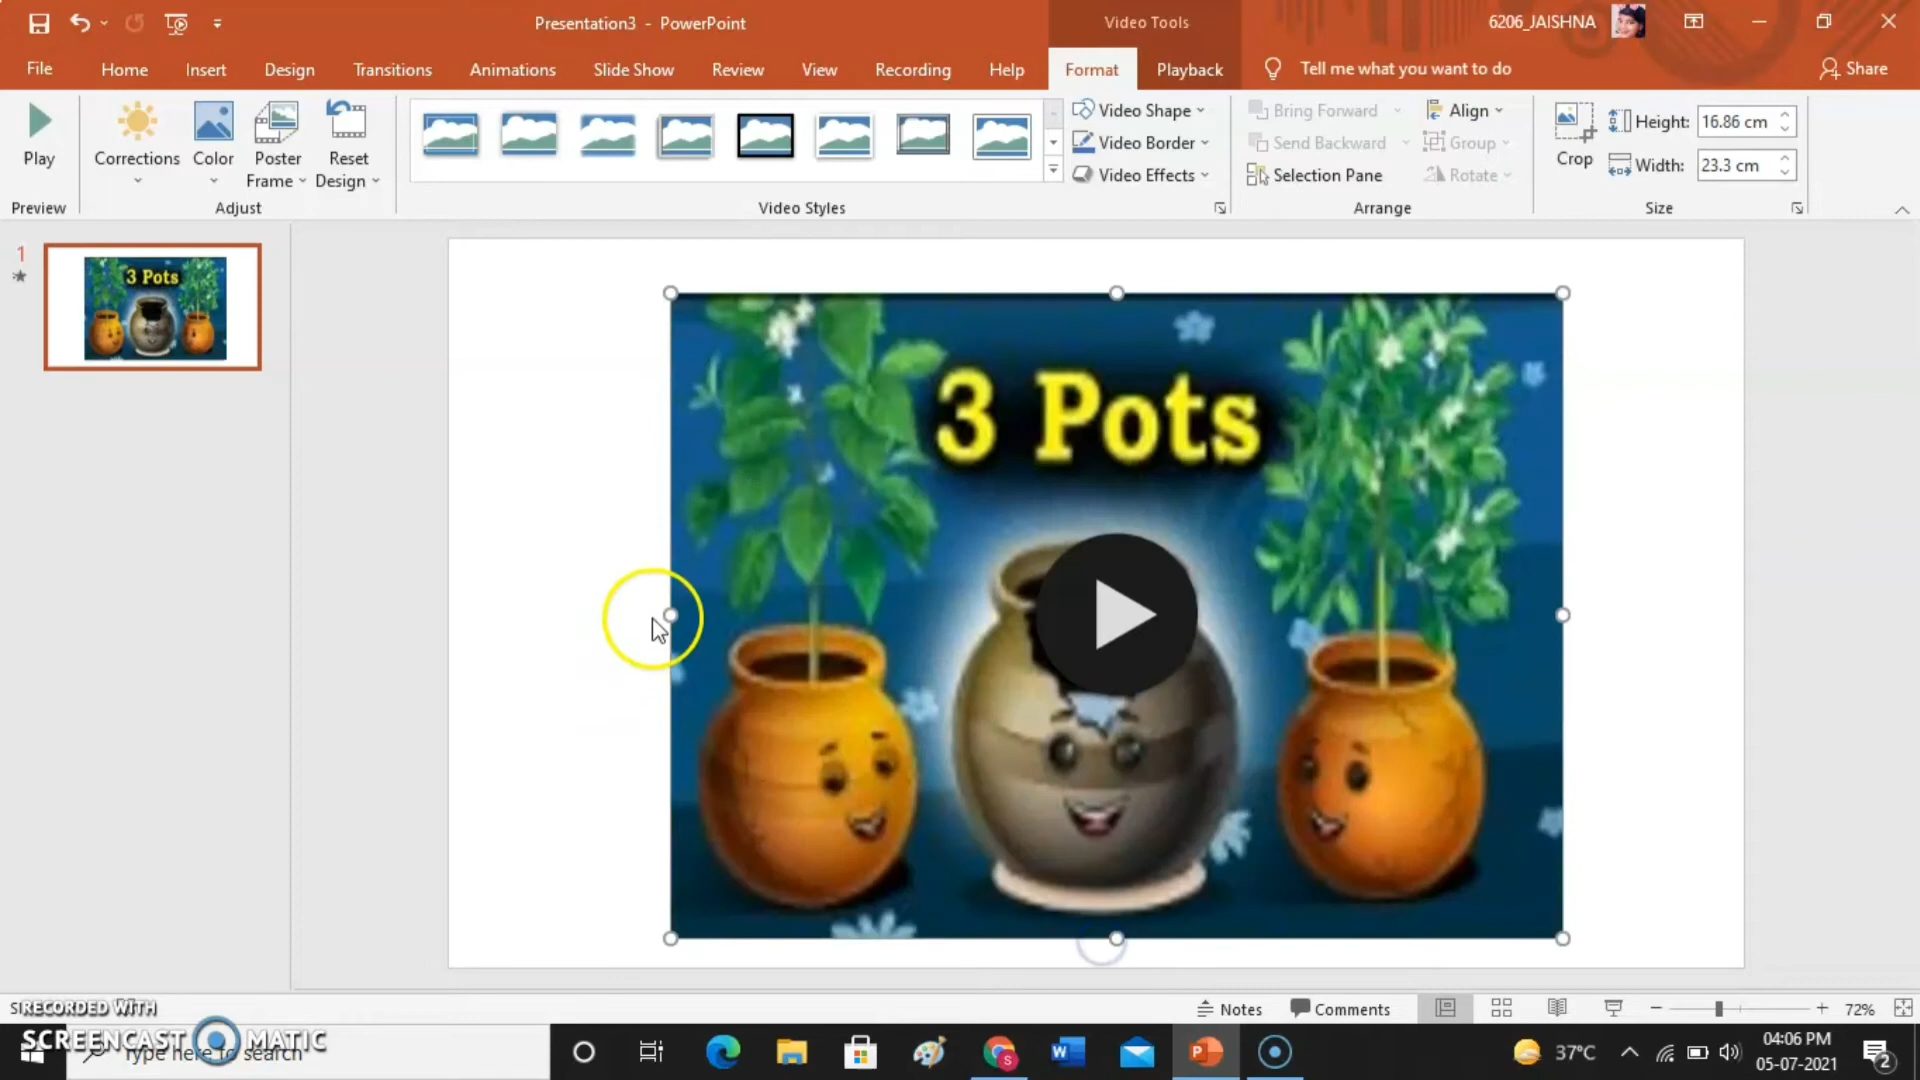 Presentation3 - PowerPoint
Video Tools
6206_JAISHNA
File Home Insert Design Transitions Animations Slide Show Review View Recording Help Format Playback Tell me what you want to do Share
Play
Corrections
Color
Poster Frame
Reset Design
Video Shape
Video Border
Video Effects
Bring Forward
Send Backward
Selection Pane
Align
Group
Rotate
Crop
Height: 16.86 cm
Width: 23.3 cm
Preview Adjust Video Styles Arrange Size
1
3 Pots
3 Pots
RECORDED WITH
SCREENCAST MATIC
Type here to search
Notes Comments 72%
37°C
04:06 PM
05-07-2021
2